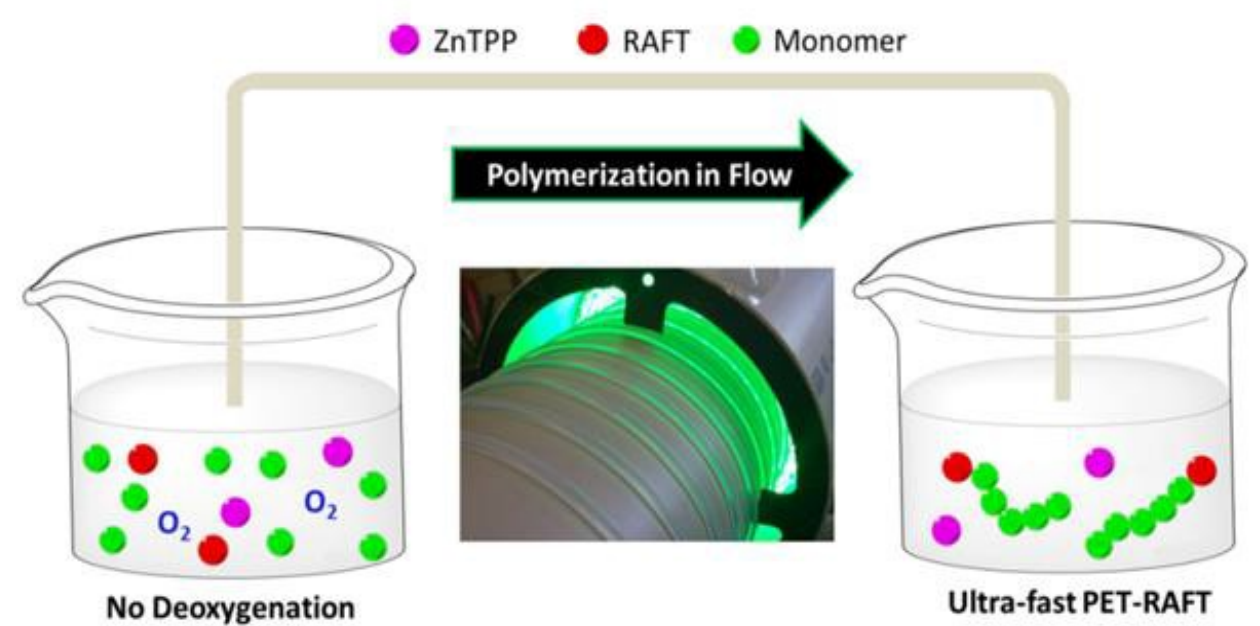 ZnTPP
RAFT
Monomer
Polymerization in Flow
O₂
O₂
No Deoxygenation
Ultra-fast PET-RAFT